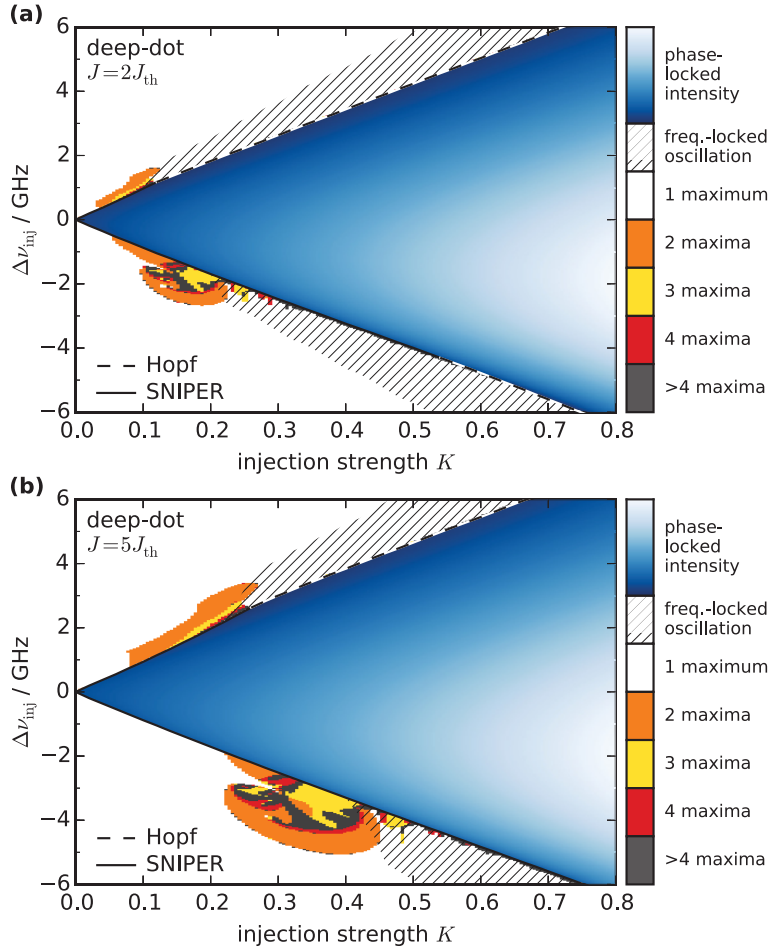 (a)
deep-dot
J=2J_th
6
4
2
0
−2
−4
−6
Δν_inj / GHz
Hopf
SNIPER
0.0 0.1 0.2 0.3 0.4 0.5 0.6 0.7 0.8
injection strength K
phase-
locked
intensity
freq.-locked
oscillation
1 maximum
2 maxima
3 maxima
4 maxima
>4 maxima
(b)
deep-dot
J=5J_th
6
4
2
0
−2
−4
−6
Δν_inj / GHz
Hopf
SNIPER
0.0 0.1 0.2 0.3 0.4 0.5 0.6 0.7 0.8
injection strength K
phase-
locked
intensity
freq.-locked
oscillation
1 maximum
2 maxima
3 maxima
4 maxima
>4 maxima